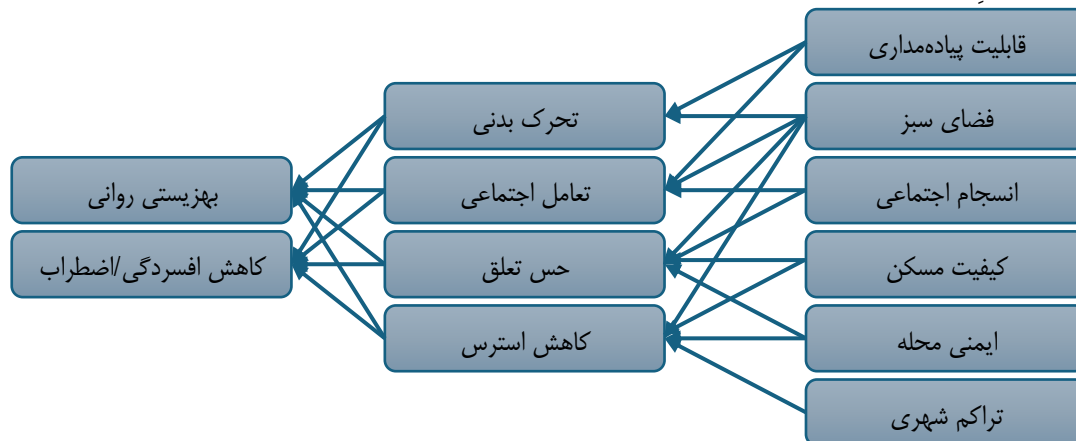 قابلیت پیاده‌مداری
فضای سبز
انسجام اجتماعی
کیفیت مسکن
ایمنی محله
تراکم شهری
تحرک بدنی
تعامل اجتماعی
حس تعلق
کاهش استرس
بهزیستی روانی
کاهش افسردگی/اضطراب